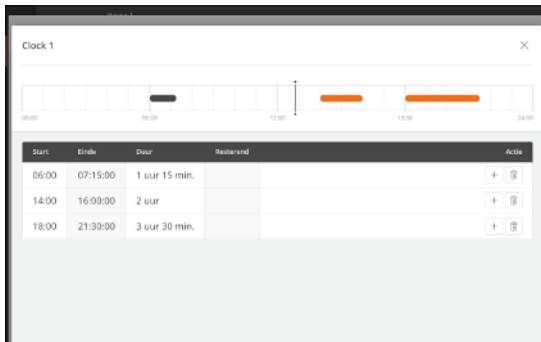 Clock 1
00:00 06:00 12:00 18:00 24:00
Start Einde Duur Resterend Actie
06:00 07:15:00 1 uur 15 min.
14:00 16:00:00 2 uur
18:00 21:30:00 3 uur 30 min.